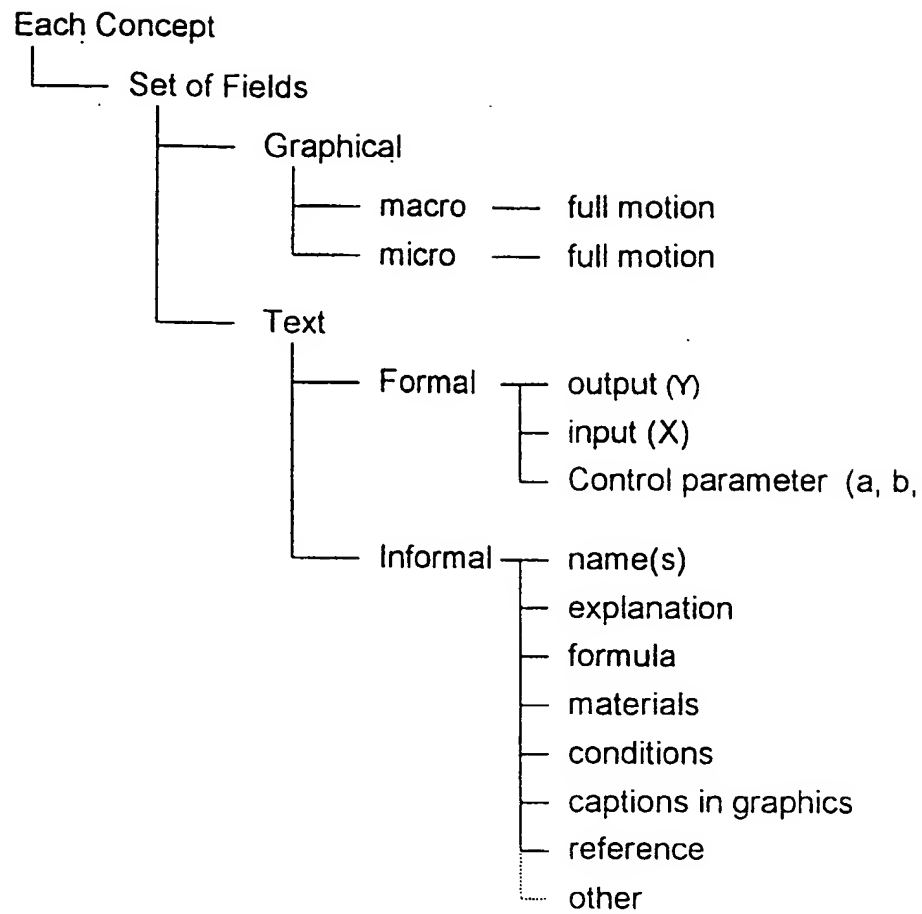 Each Concept
Set of Fields
Graphical
macro — full motion
micro — full motion
Text
Formal output (Y)
input (X)
Control parameter (a, b,
Informal name(s)
explanation
formula
materials
conditions
captions in graphics
reference
other